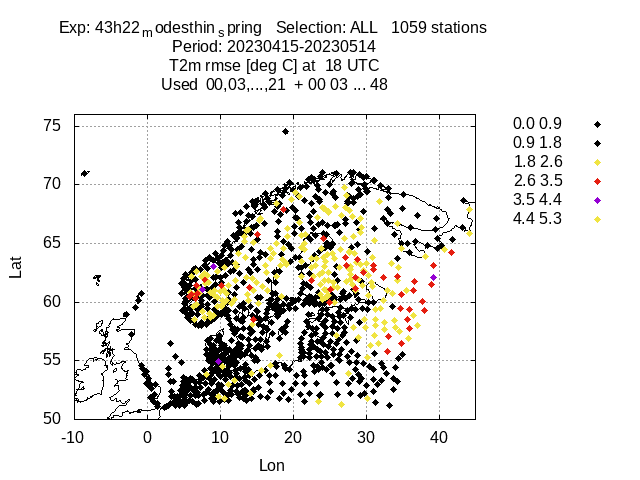 Exp: 43h22modesthinspring Selection: ALL 1059 stations
Period: 20230415-20230514
T2m rmse [deg C] at 18 UTC
Used 00,03,...,21 + 00 03 ... 48
75
70
65
60
55
50
-10 0 10 20 30 40
Lat
Lon
0.0 0.9
0.9 1.8
1.8 2.6
2.6 3.5
3.5 4.4
4.4 5.3